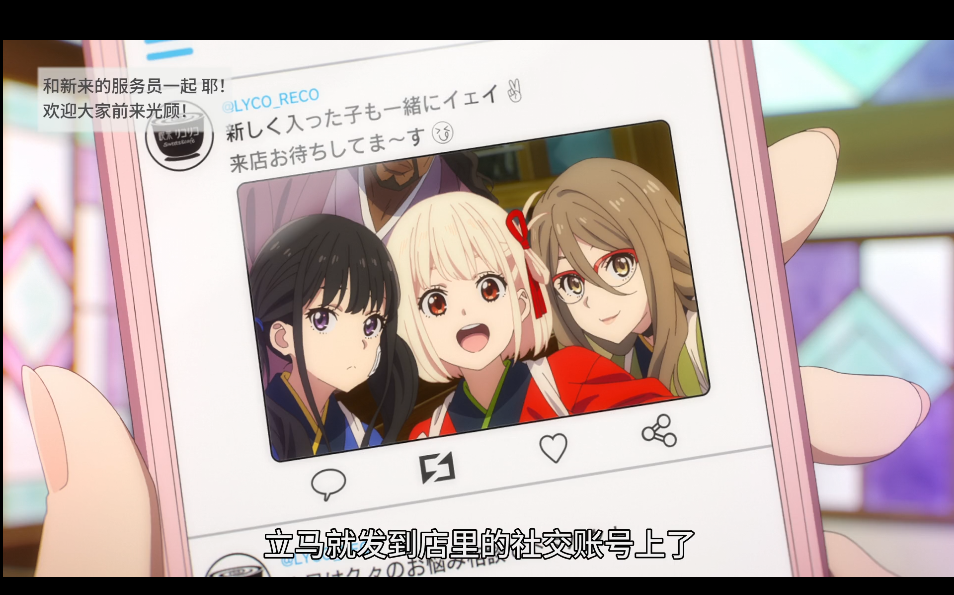 和新来的服务员一起 耶!
欢迎大家前来光顾!
@LYCO_RECO
新しく入った子も一緒にイェイ✌
来店お待ちしてま～す
立马就发到店里的社交账号上了